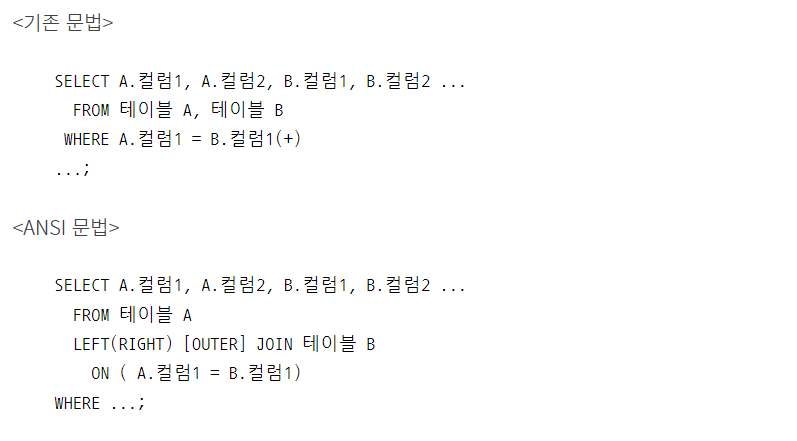 <기존 문법>
SELECT A.컬럼1, A.컬럼2, B.컬럼1, B.컬럼2 ...
FROM 테이블 A, 테이블 B
WHERE A.컬럼1 = B.컬럼1(+)
...;
<ANSI 문법>
SELECT A.컬럼1, A.컬럼2, B.컬럼1, B.컬럼2 ...
FROM 테이블 A
LEFT(RIGHT) [OUTER] JOIN 테이블 B
ON ( A.컬럼1 = B.컬럼1)
WHERE ...;